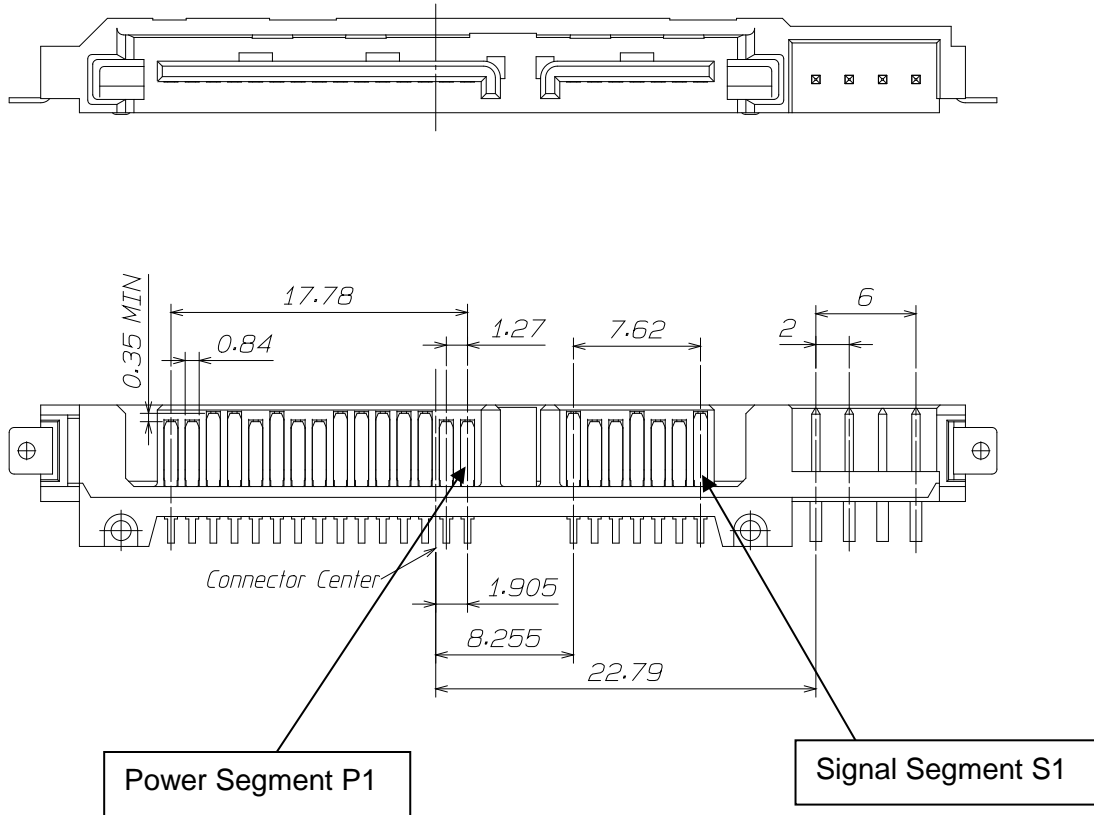 0.35 MIN
17.78
0.84
1.27
7.62
2
6
Connector Center
1.905
8.255
22.79
Power Segment P1
Signal Segment S1